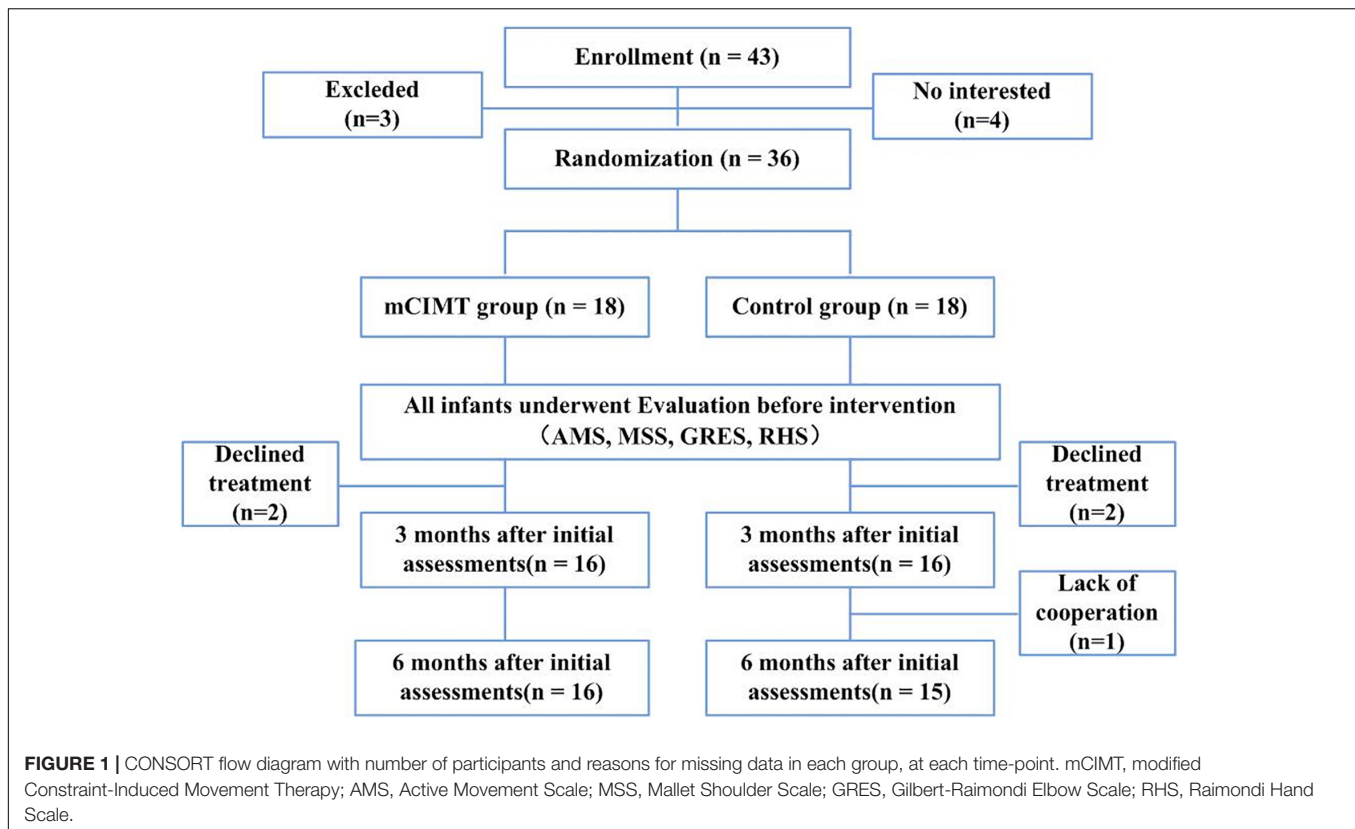 Enrollment (n = 43)
Excleded
(n=3)
No interested
(n=4)
Randomization (n = 36)
mCIMT group (n = 18)
Control group (n = 18)
All infants underwent Evaluation before intervention
（AMS, MSS, GRES, RHS）
Declined
treatment
(n=2)
Declined
treatment
(n=2)
3 months after initial
assessments(n = 16)
3 months after initial
assessments(n = 16)
Lack of
cooperation
(n=1)
6 months after initial
assessments(n = 16)
6 months after initial
assessments(n = 15)
FIGURE 1 | CONSORT flow diagram with number of participants and reasons for missing data in each group, at each time-point. mCIMT, modified
Constraint-Induced Movement Therapy; AMS, Active Movement Scale; MSS, Mallet Shoulder Scale; GRES, Gilbert-Raimondi Elbow Scale; RHS, Raimondi Hand
Scale.